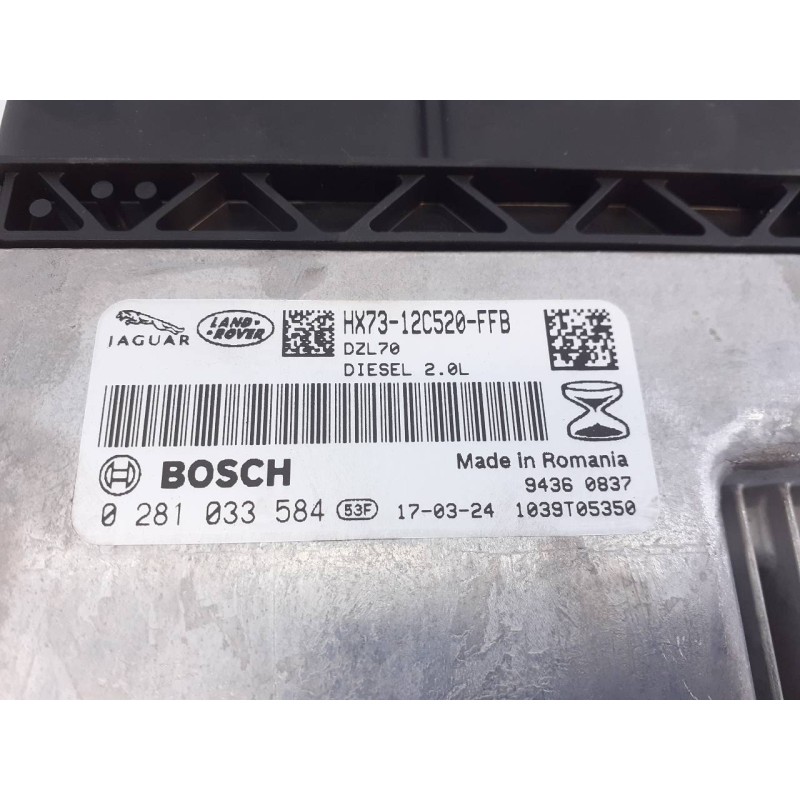 JAGUAR
LAND-
-ROVER
HX73-12C520-FFB
DZL70
DIESEL 2.0L
BOSCH
Made in Romania
9436 0837
0 281 033 584 53F 17-03-24 1039T05350